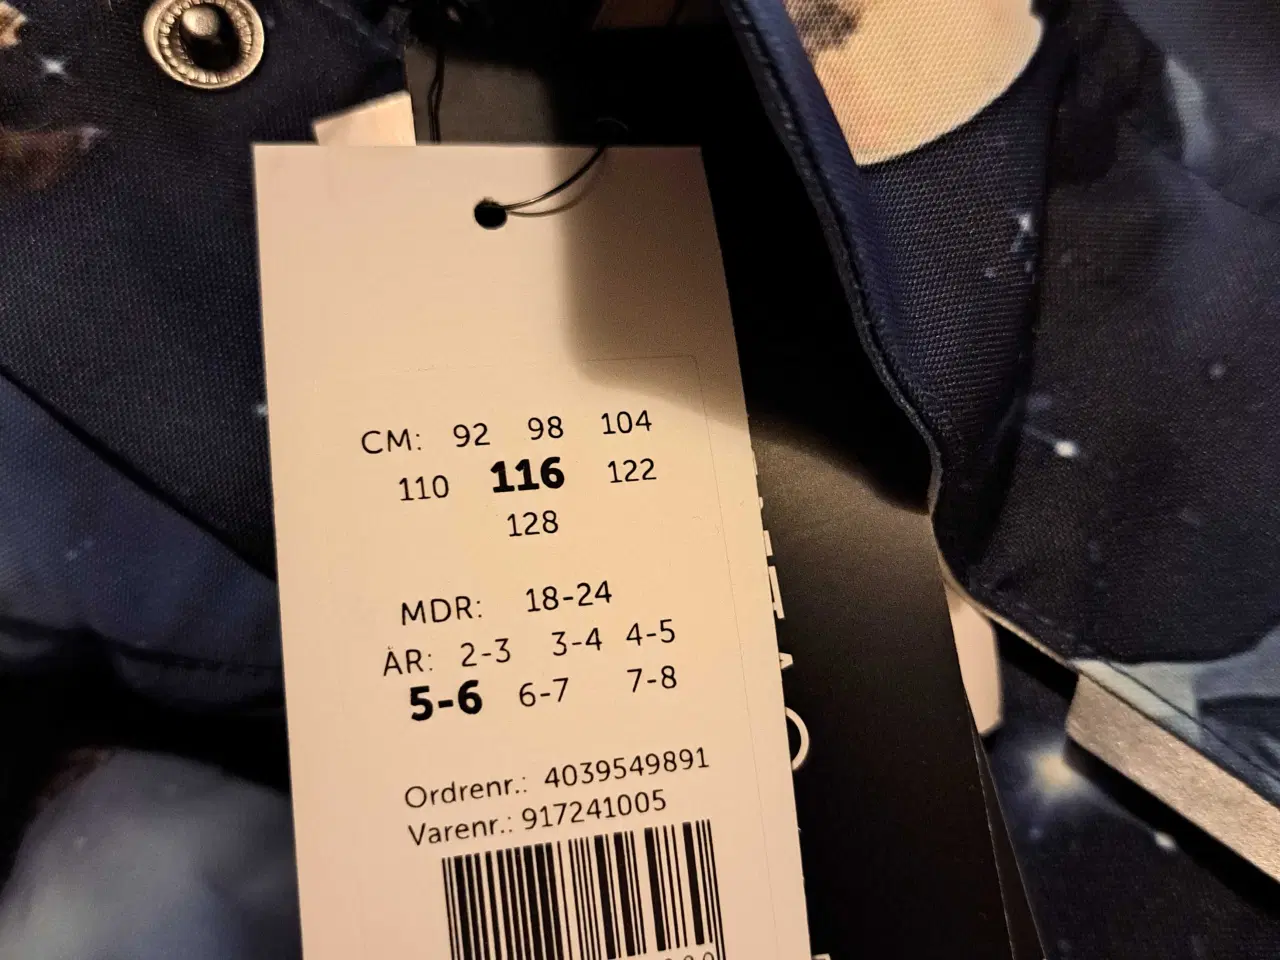 CM: 92 98 104
110 116 122
128
MDR: 18-24
ÅR: 2-3 3-4 4-5
5-6 6-7 7-8
Ordrenr.: 4039549891
Varenr.: 917241005